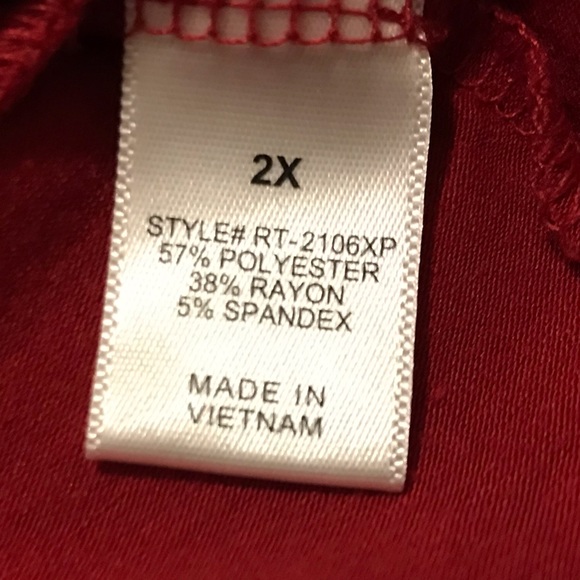 2X
STYLE# RT-2106XP
57% POLYESTER
38% RAYON
5% SPANDEX
MADE IN
VIETNAM